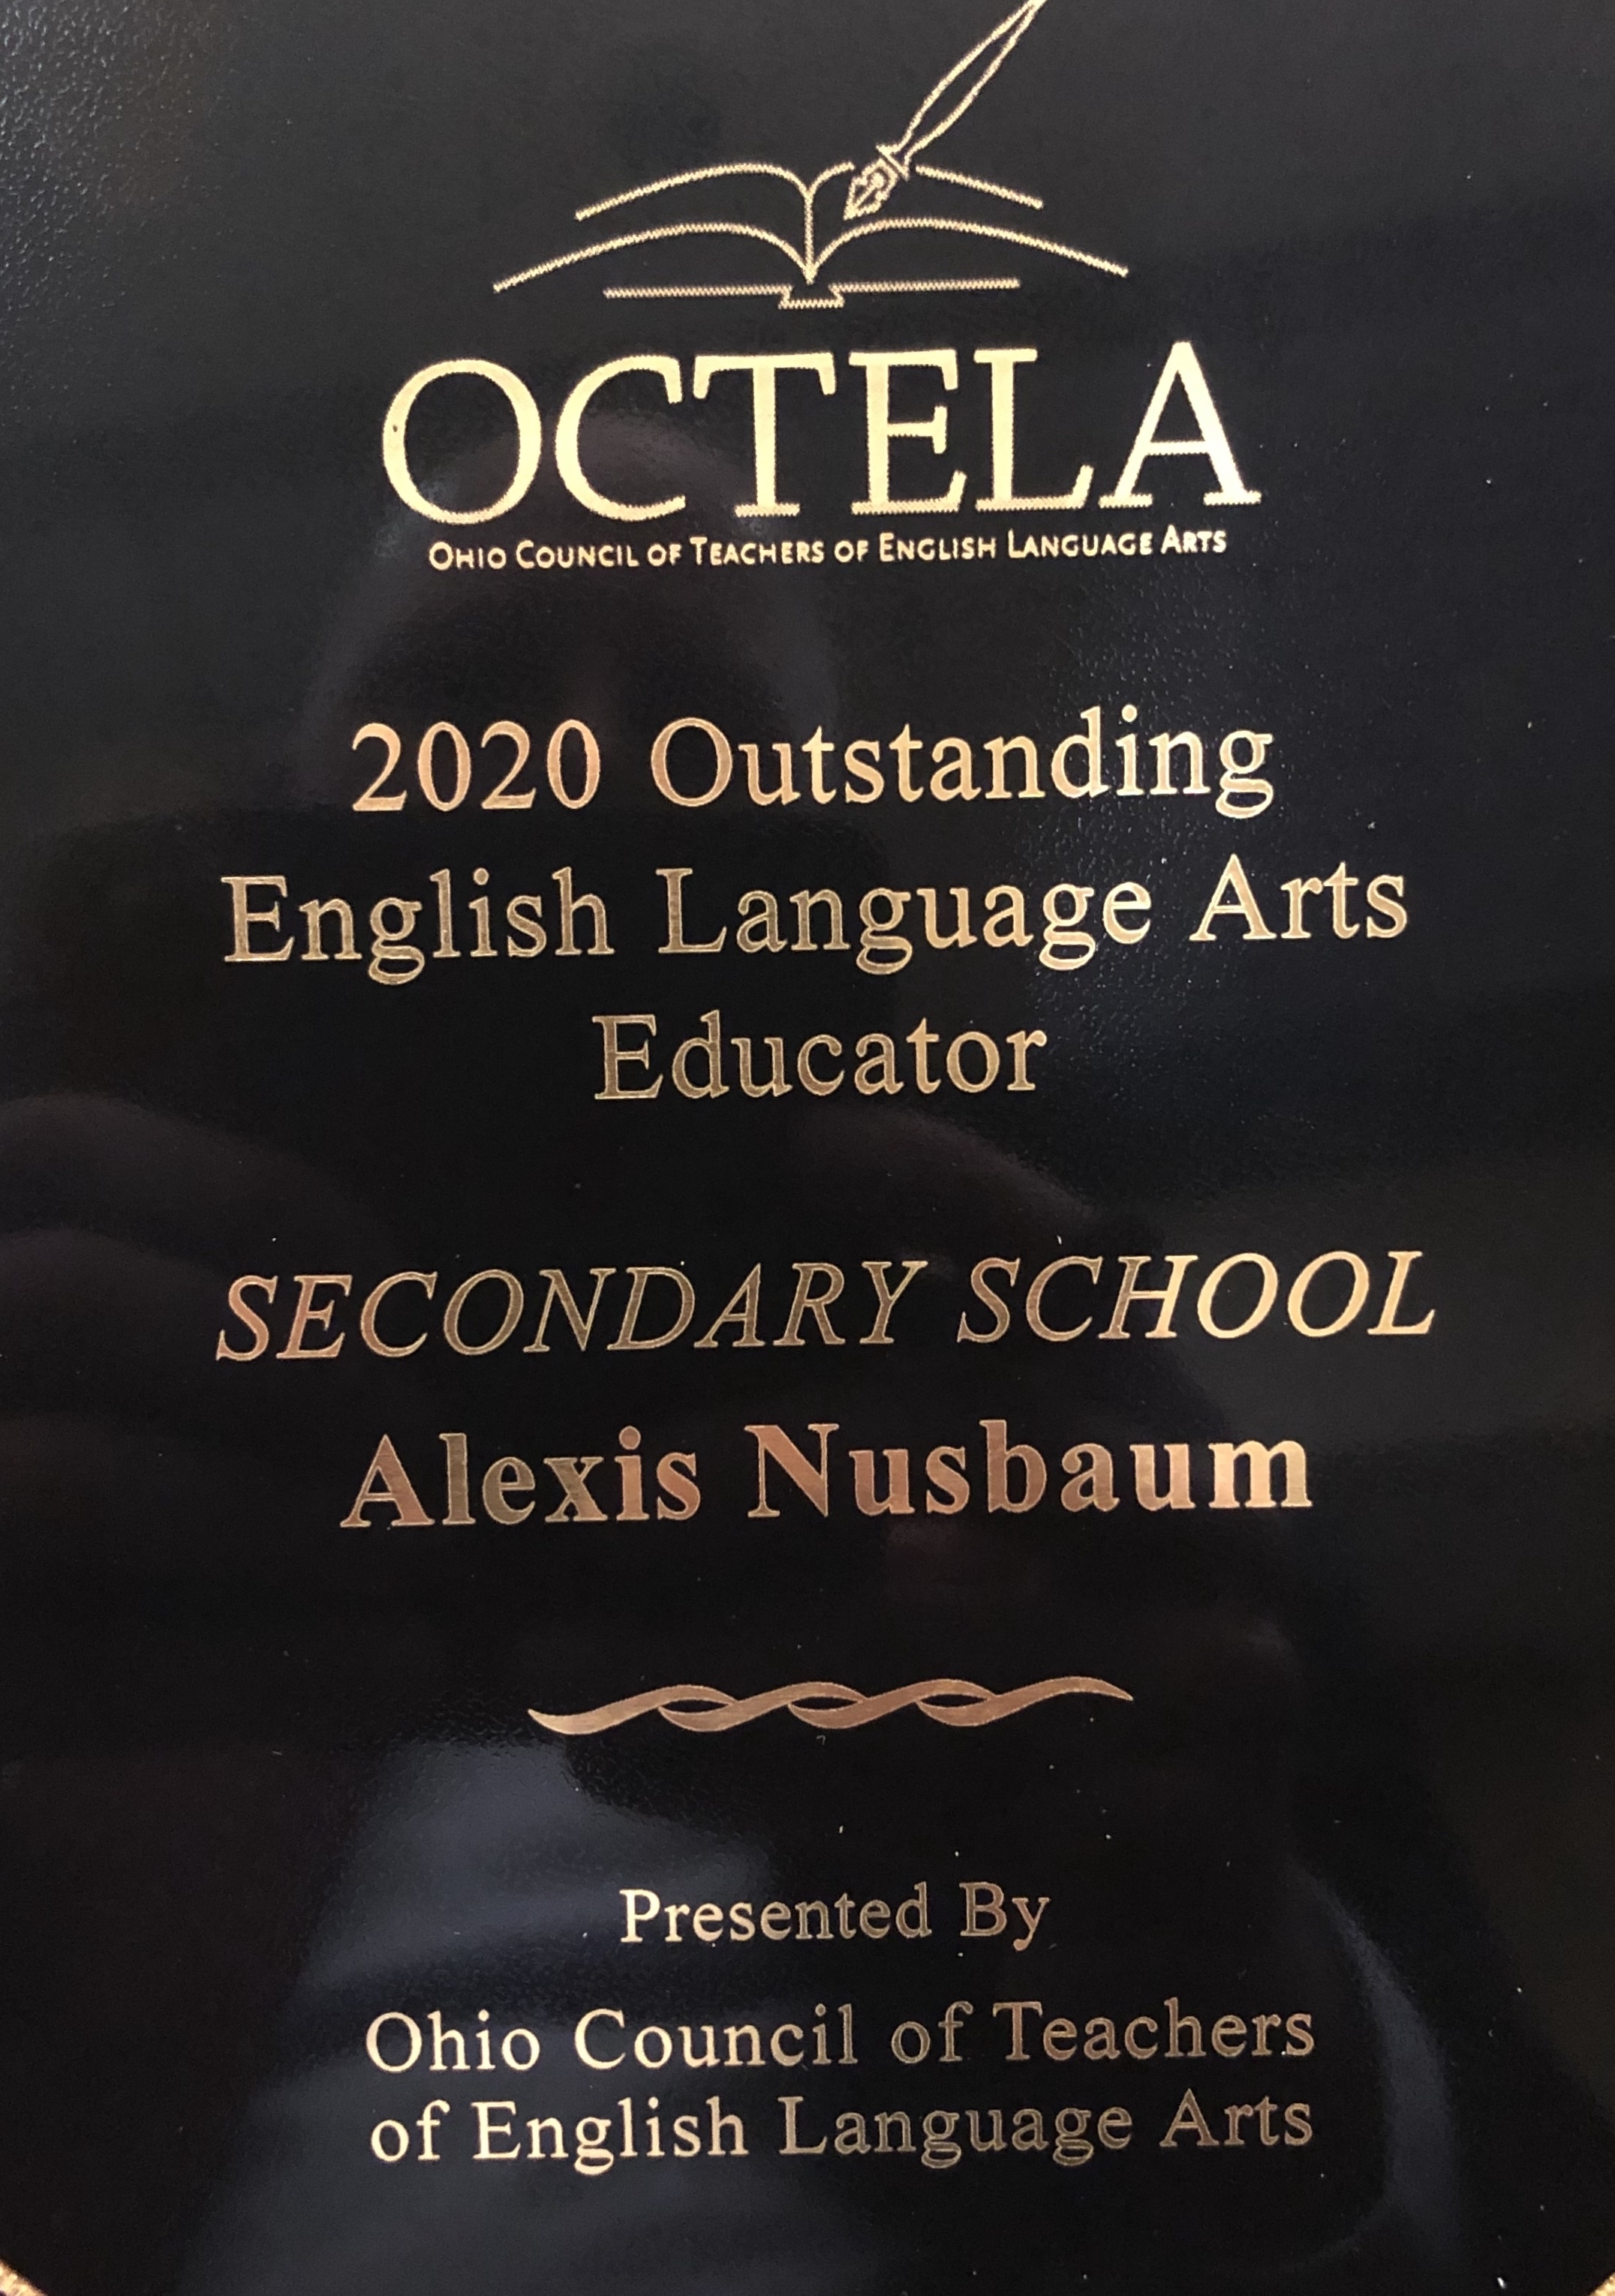 OCTELA
OHIO COUNCIL OF TEACHERS OF ENGLISH LANGUAGE ARTS
2020 Outstanding
English Language Arts
Educator
SECONDARY SCHOOL
Alexis Nusbaum
Presented By
Ohio Council of Teachers
of English Language Arts